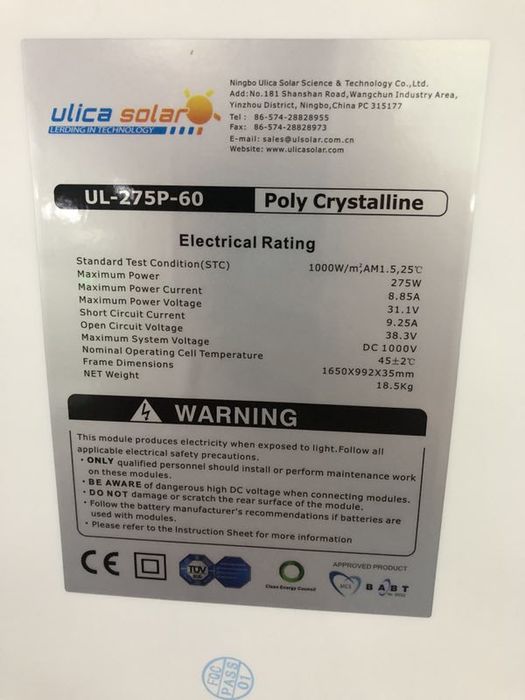 Ningbo Ulica Solar Science & Technology Co.,Ltd.
Add:No.181 Shanshan Road,Wangchun Industry Area,
Yinzhou District, Ningbo,China PC 315177
Tel: 86-574-28828955
Fax: 86-574-28828973
E-mail: sales@ulsolar.com.cn
Website: www.ulicasolar.com
ulica solar
LERDING IN TECHNOLOGY
UL-275P-60 Poly Crystalline
Electrical Rating
Standard Test Condition(STC) 1000W/m²,AM1.5,25℃
Maximum Power 275W
Maximum Power Current 8.85A
Maximum Power Voltage 31.1V
Short Circuit Current 9.25A
Open Circuit Voltage 38.3V
Maximum System Voltage DC 1000V
Nominal Operating Cell Temperature 45±2℃
Frame Dimensions 1650X992X35mm
NET Weight 18.5Kg
WARNING
This module produces electricity when exposed to light.Follow all
applicable electrical safety precautions.
· ONLY qualified personnel should install or perform maintenance work
on these modules.
· BE AWARE of dangerous high DC voltage when connecting modules.
· DO NOT damage or scratch the rear surface of the module.
· Follow the battery manufacturer's recommendations if batteries are
used with modules.
· Please refer to the Instruction Sheet for more information
CE
TÜV
Clean Energy Council
APPROVED PRODUCT
MCS
BABT
FQC
PASS
01